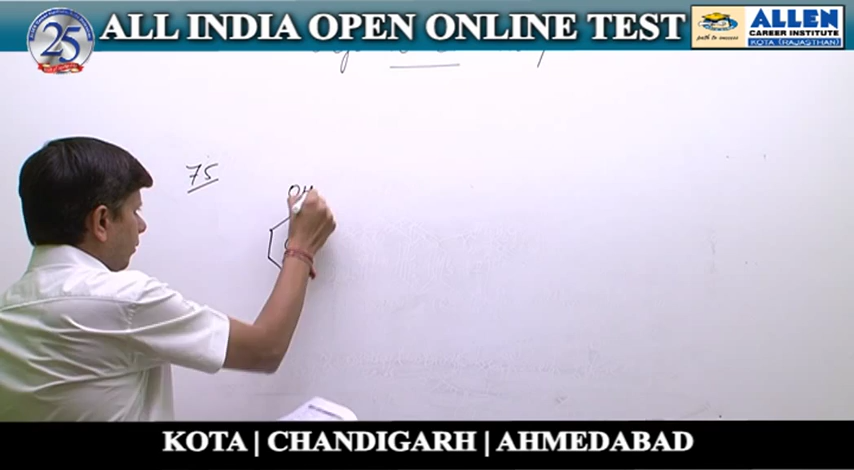 25
ALL INDIA OPEN ONLINE TEST
path to success
ALLEN
CAREER INSTITUTE
KOTA (RAJASTHAN)
75
OH
KOTA | CHANDIGARH | AHMEDABAD